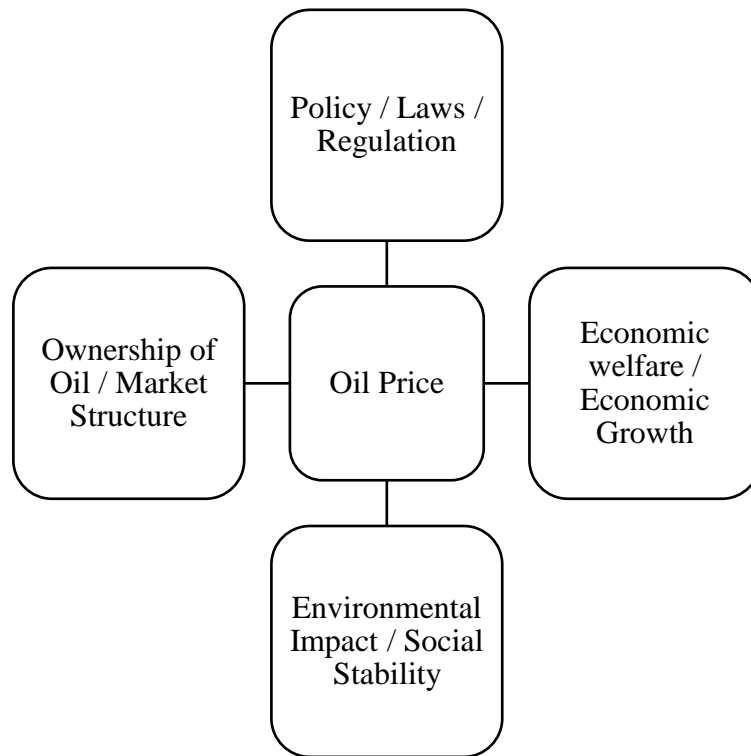 Policy / Laws /
Regulation
Ownership of
Oil / Market
Structure
Oil Price
Economic
welfare /
Economic
Growth
Environmental
Impact / Social
Stability